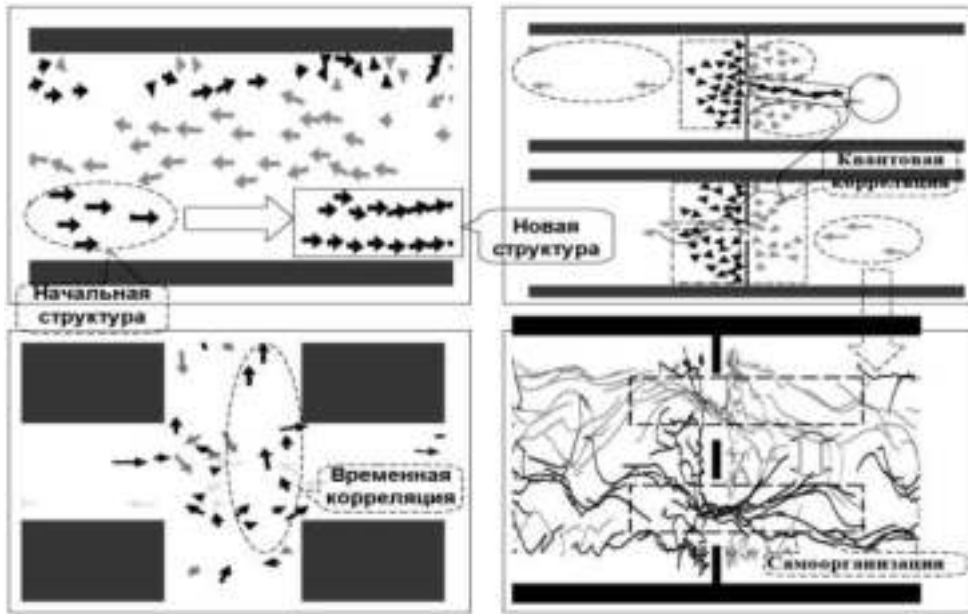 Начальная
структура
Новая
структура
Квантовая
корреляция
Временная
корреляция
Самоорганизация